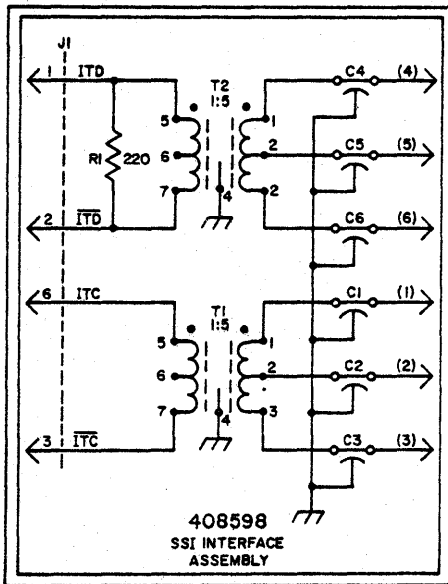 J1
1 ITD C4 (4)
T2
1:5
5 1
R1 220 6 2 C5 (5)
7 4 2
2 ITD C6 (6)
6 ITC C1 (1)
T1
1:5
5 1
6 2 C2 (2)
7 4 3
3 ITC C3 (3)
408598
SSI INTERFACE
ASSEMBLY